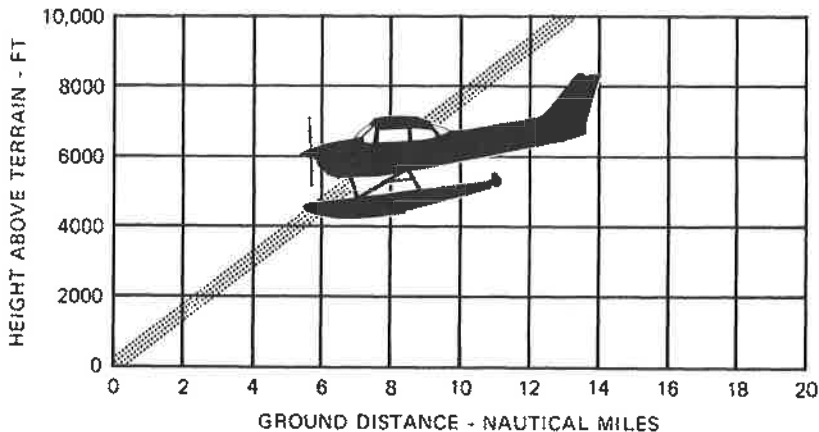 HEIGHT ABOVE TERRAIN - FT
10,000
8000
6000
4000
2000
0
0 2 4 6 8 10 12 14 16 18 20
GROUND DISTANCE - NAUTICAL MILES